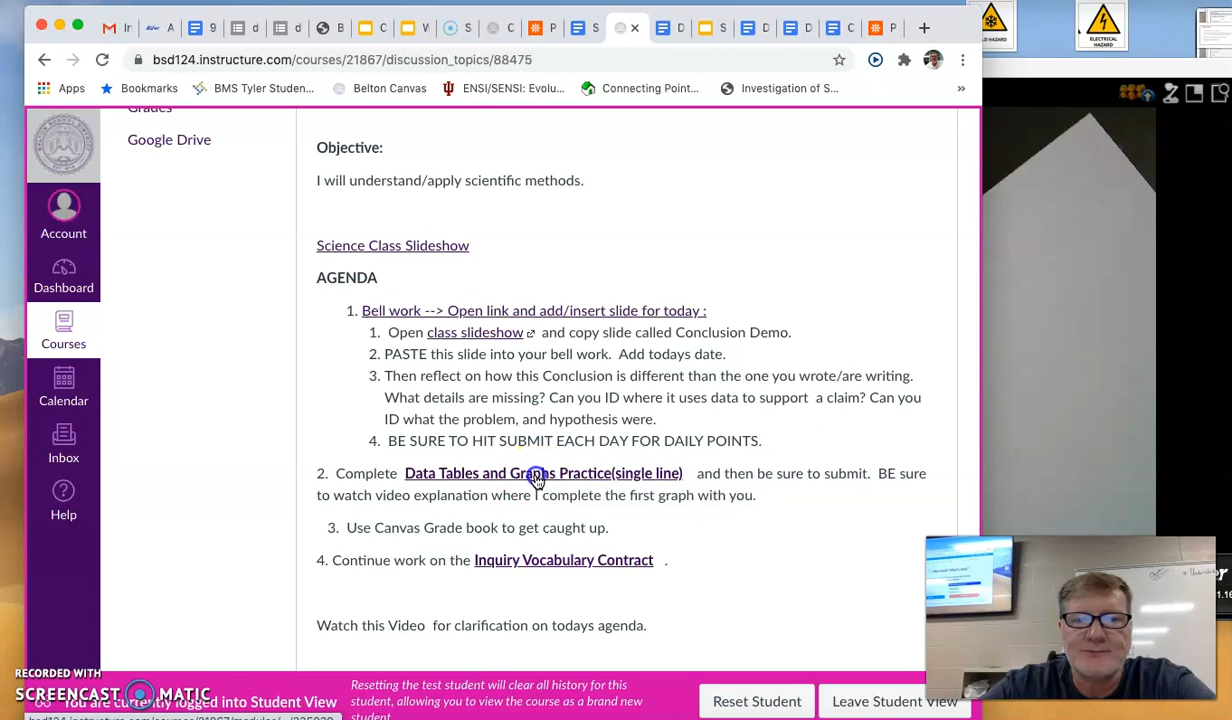 In
A
9
d
d
B
C
W
S
C
P
S
C
D
S
D
D
C
P
bsd124.instructure.com/courses/21867/discussion_topics/88475
Apps
Bookmarks
BMS Tyler Studen...
Belton Canvas
ENSI/SENSI: Evolu...
Connecting Point...
Investigation of S...
»
HAZARD
ELECTRICAL
HAZARD
Grades
Google Drive
Account
Dashboard
Courses
Calendar
Inbox
Help
Objective:
I will understand/apply scientific methods.
Science Class Slideshow
AGENDA
1. Bell work --> Open link and add/insert slide for today :
1. Open class slideshow and copy slide called Conclusion Demo.
2. PASTE this slide into your bell work. Add todays date.
3. Then reflect on how this Conclusion is different than the one you wrote/are writing.
What details are missing? Can you ID where it uses data to support a claim? Can you
ID what the problem, and hypothesis were.
4. BE SURE TO HIT SUBMIT EACH DAY FOR DAILY POINTS.
2. Complete Data Tables and Graphs Practice(single line) and then be sure to submit. BE sure
to watch video explanation where I complete the first graph with you.
3. Use Canvas Grade book to get caught up.
4. Continue work on the Inquiry Vocabulary Contract .
Watch this Video for clarification on todays agenda.
RECORDED WITH
SCREENCAST MATIC
You are currently logged into Student View
Resetting the test student will clear all history for this
student, allowing you to view the course as a brand new
student.
Reset Student
Leave Student View